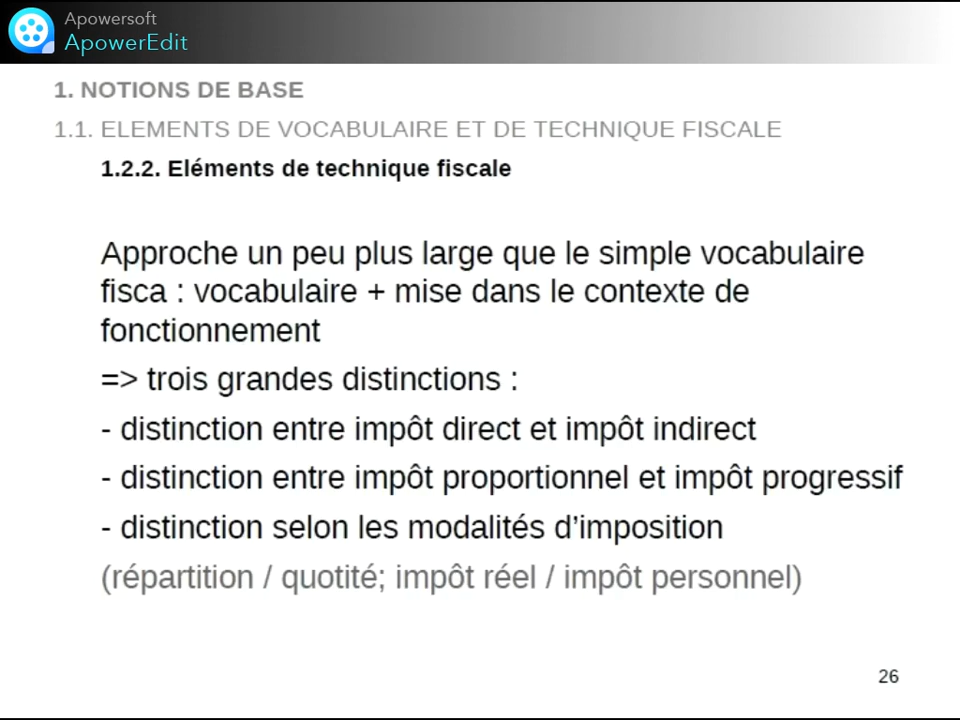 Apowersoft
ApowerEdit
1. NOTIONS DE BASE
1.1. ELEMENTS DE VOCABULAIRE ET DE TECHNIQUE FISCALE
1.2.2. Eléments de technique fiscale
Approche un peu plus large que le simple vocabulaire
fisca : vocabulaire + mise dans le contexte de
fonctionnement
=> trois grandes distinctions :
- distinction entre impôt direct et impôt indirect
- distinction entre impôt proportionnel et impôt progressif
- distinction selon les modalités d’imposition
(répartition / quotité; impôt réel / impôt personnel)
26